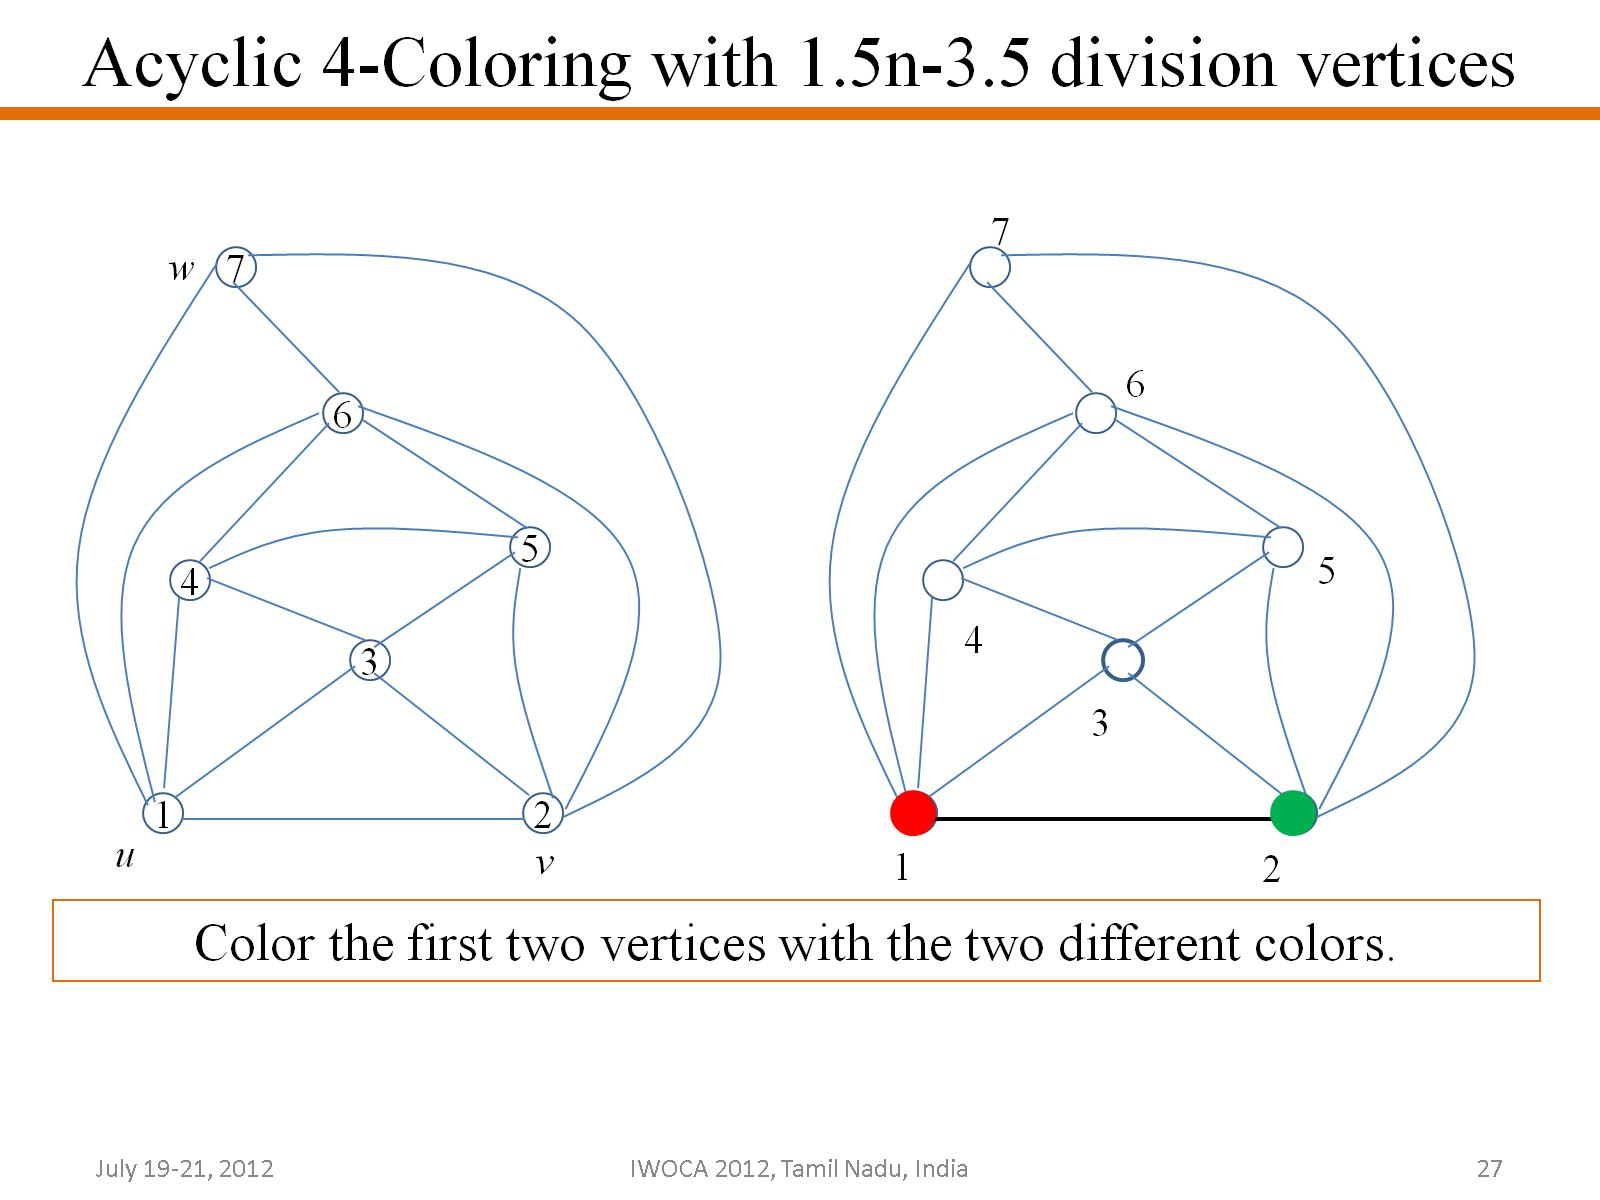 Acyclic 4-Coloring with 1.5n-3.5 division vertices
w 7
6
5
4
3
1
2
u
v
7
6
5
4
3
1
2
Color the first two vertices with the two different colors.
July 19-21, 2012
IWOCA 2012, Tamil Nadu, India
27